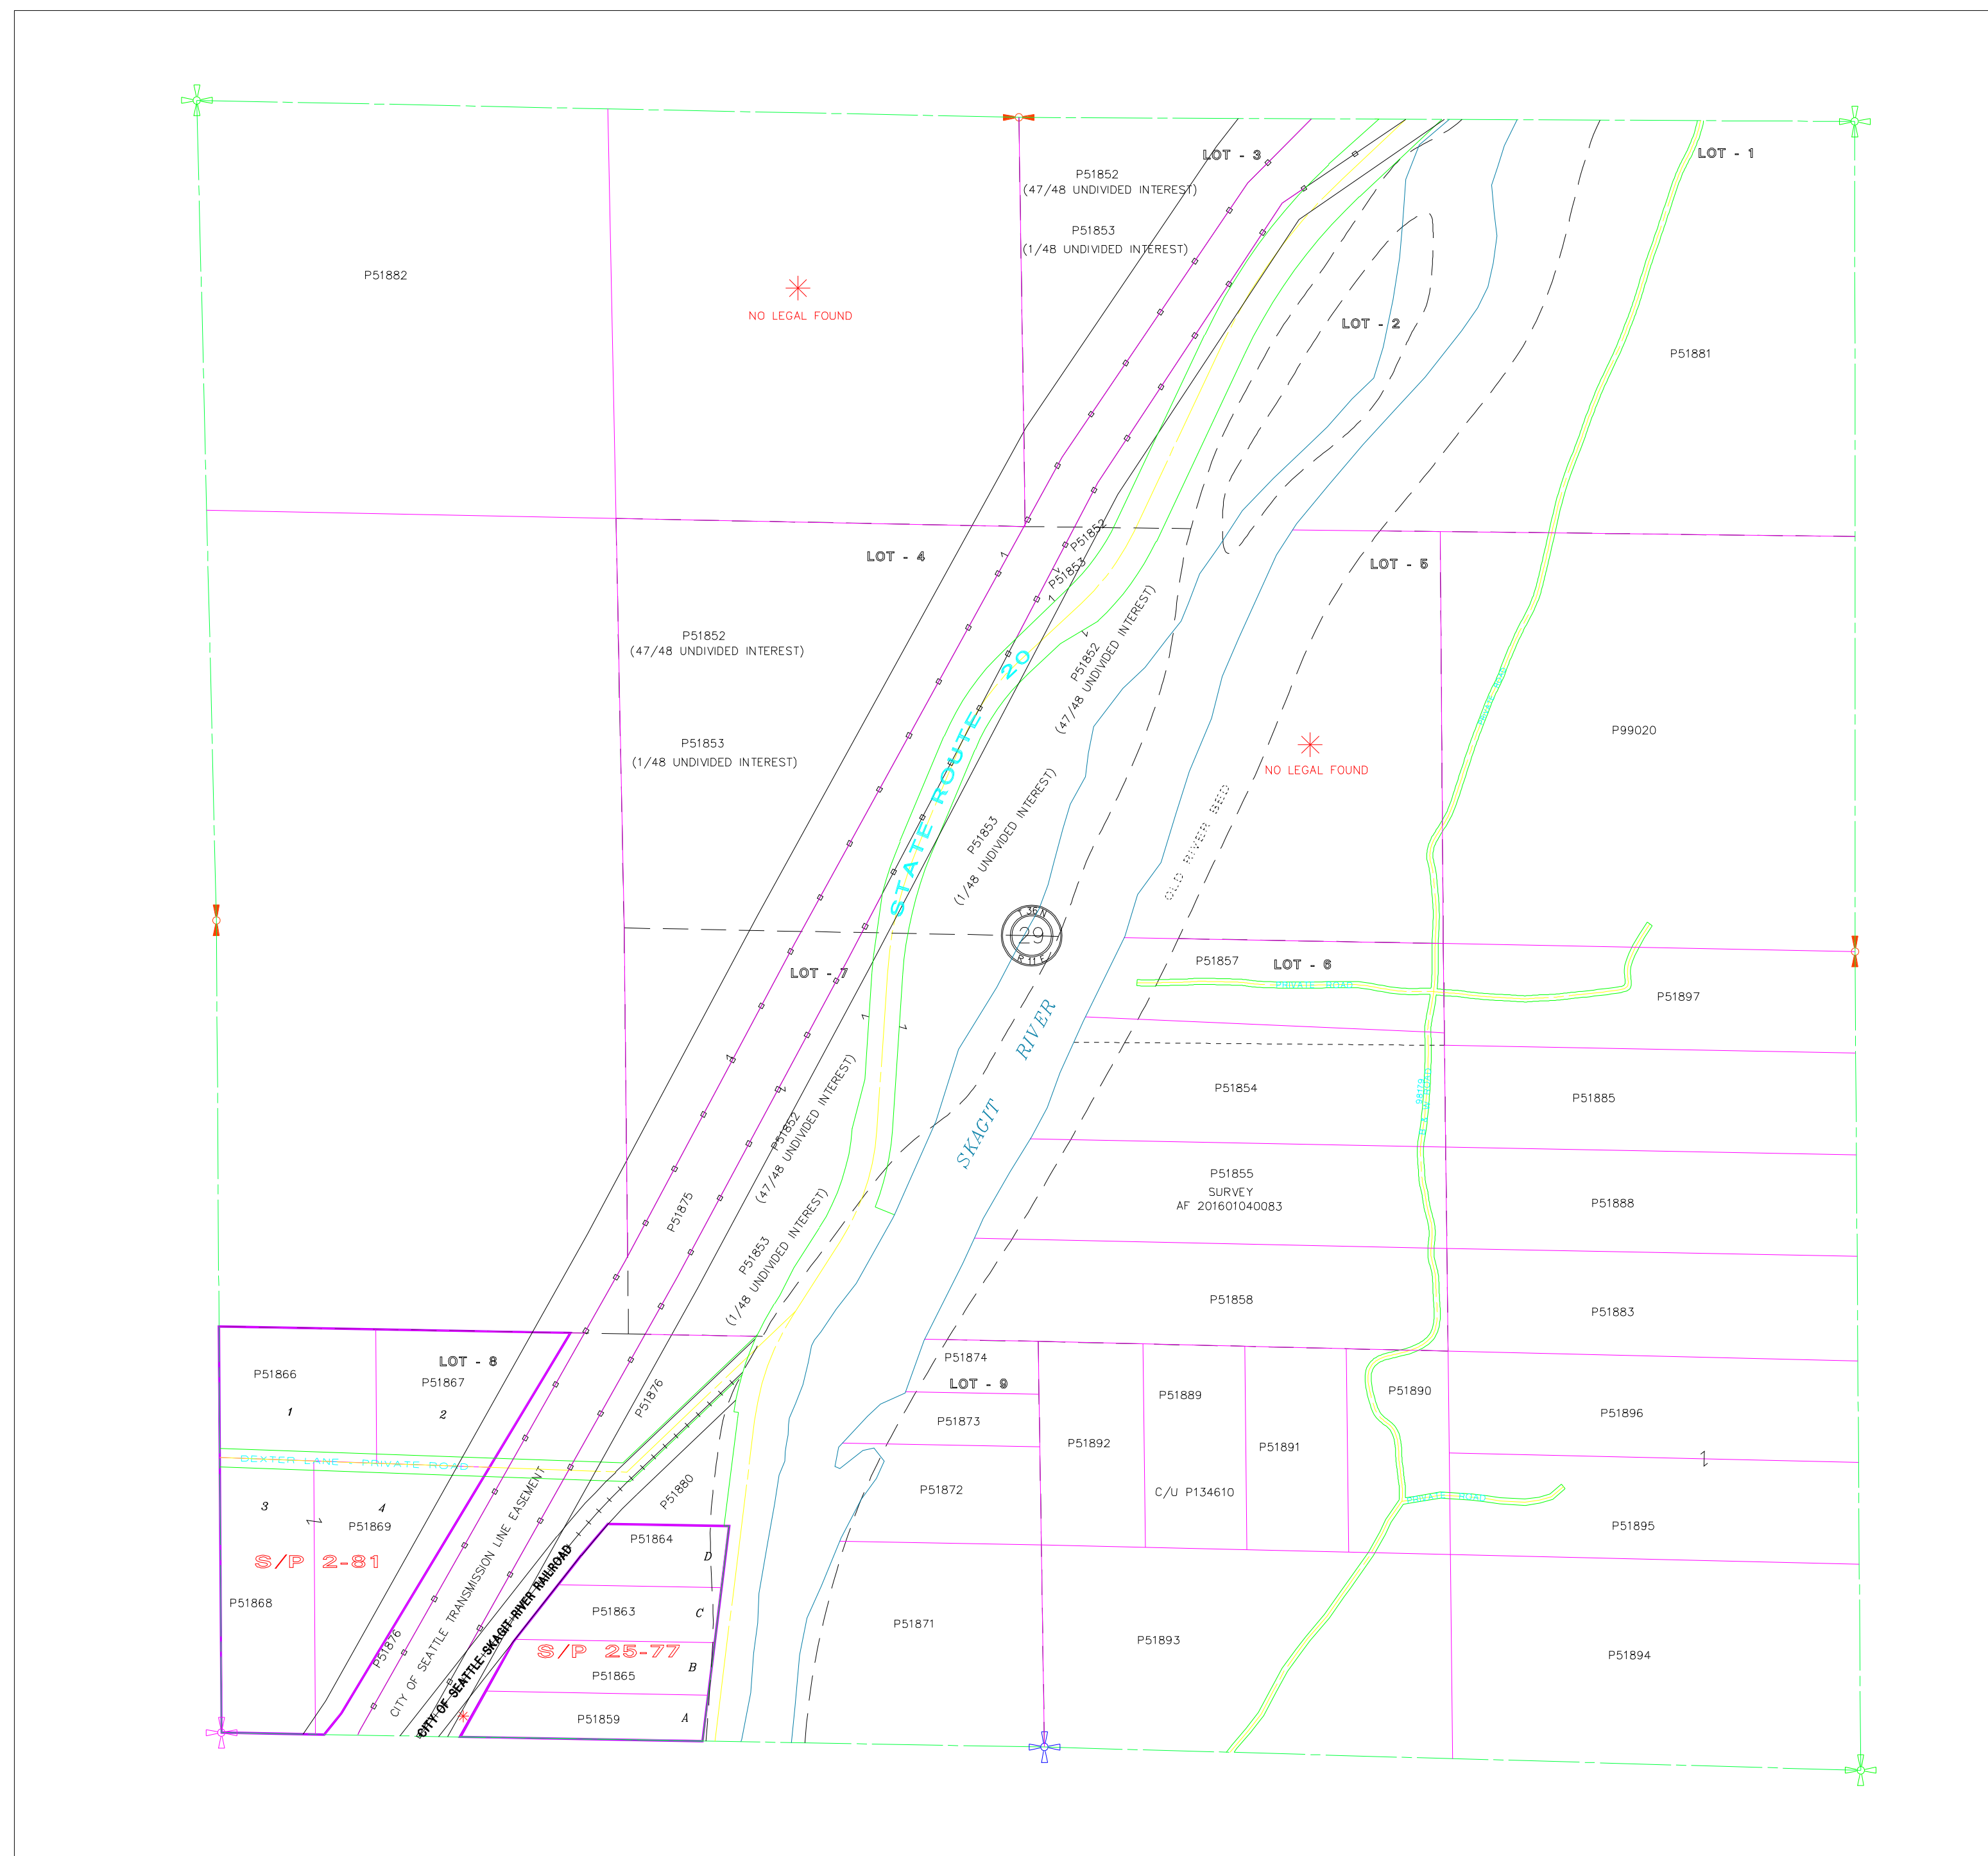 LOT - 3
LOT - 1
P51852
(47/48 UNDIVIDED INTEREST)
P51853
(1/48 UNDIVIDED INTEREST)
P51882
NO LEGAL FOUND
LOT - 2
P51881
P51852
P51853
LOT - 4
LOT - 5
P51852
(47/48 UNDIVIDED INTEREST)
P51853
(1/48 UNDIVIDED INTEREST)
P51852
(47/48 UNDIVIDED INTEREST)
STATE ROUTE 20
PRIVATE ROAD
P99020
NO LEGAL FOUND
OLD RIVER BED
P51853
(1/48 UNDIVIDED INTEREST)
T 36 N
29
R 11 E
LOT - 7
P51857
LOT - 6
PRIVATE ROAD
P51897
SKAGIT RIVER
P51854
98179
P51885
P51852
(47/48 UNDIVIDED INTEREST)
P51875
P51855
SURVEY
AF 201601040083
P51888
P51853
(1/48 UNDIVIDED INTEREST)
P51858
P51883
P51866
1
LOT - 8
P51867
2
P51876
P51874
LOT - 9
P51873
P51889
P51890
P51896
P51892
P51891
DEXTER LANE - PRIVATE ROAD
P51880
P51872
C/U P134610
PRIVATE ROAD
P51895
3
4
P51869
S/P 2-81
P51868
P51876
CITY OF SEATTLE TRANSMISSION LINE EASEMENT
CITY OF SEATTLE-SKAGIT RIVER RAILROAD
P51864
D
P51863
C
S/P 25-77
P51865
B
P51859
A
P51871
P51893
P51894